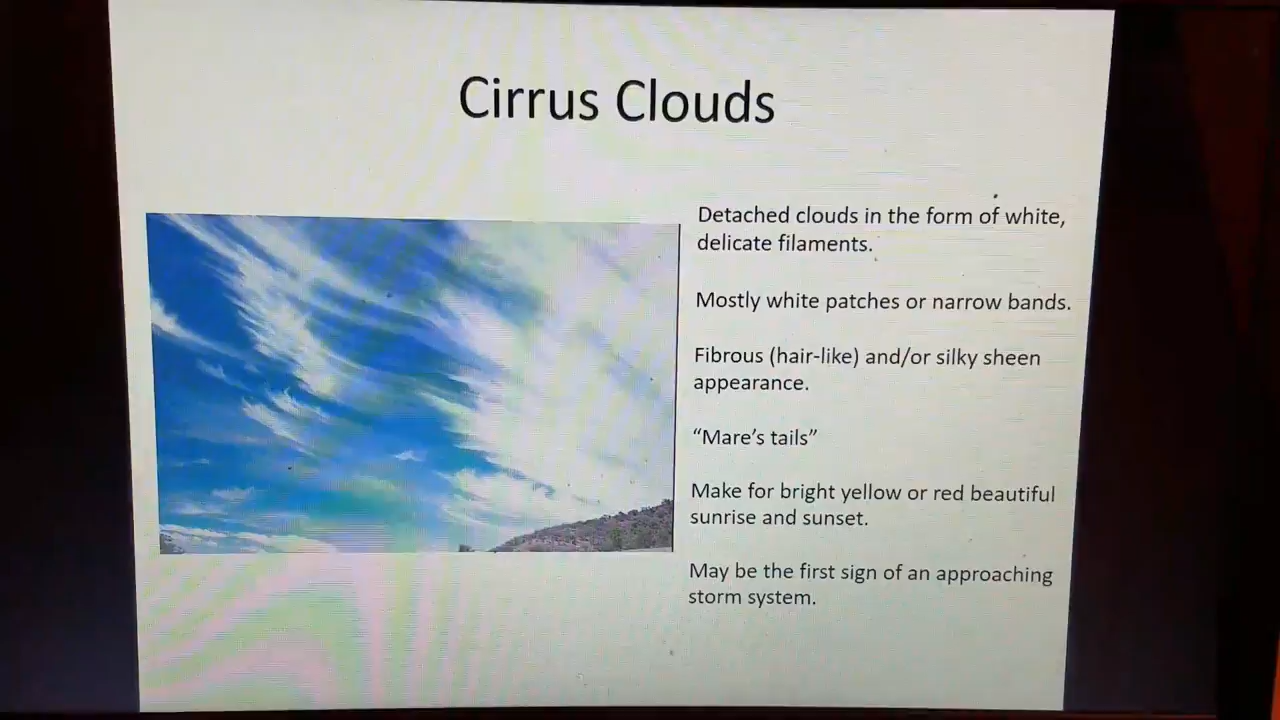 Cirrus Clouds
Detached clouds in the form of white,
delicate filaments.
Mostly white patches or narrow bands.
Fibrous (hair-like) and/or silky sheen
appearance.
“Mare’s tails”
Make for bright yellow or red beautiful
sunrise and sunset.
May be the first sign of an approaching
storm system.